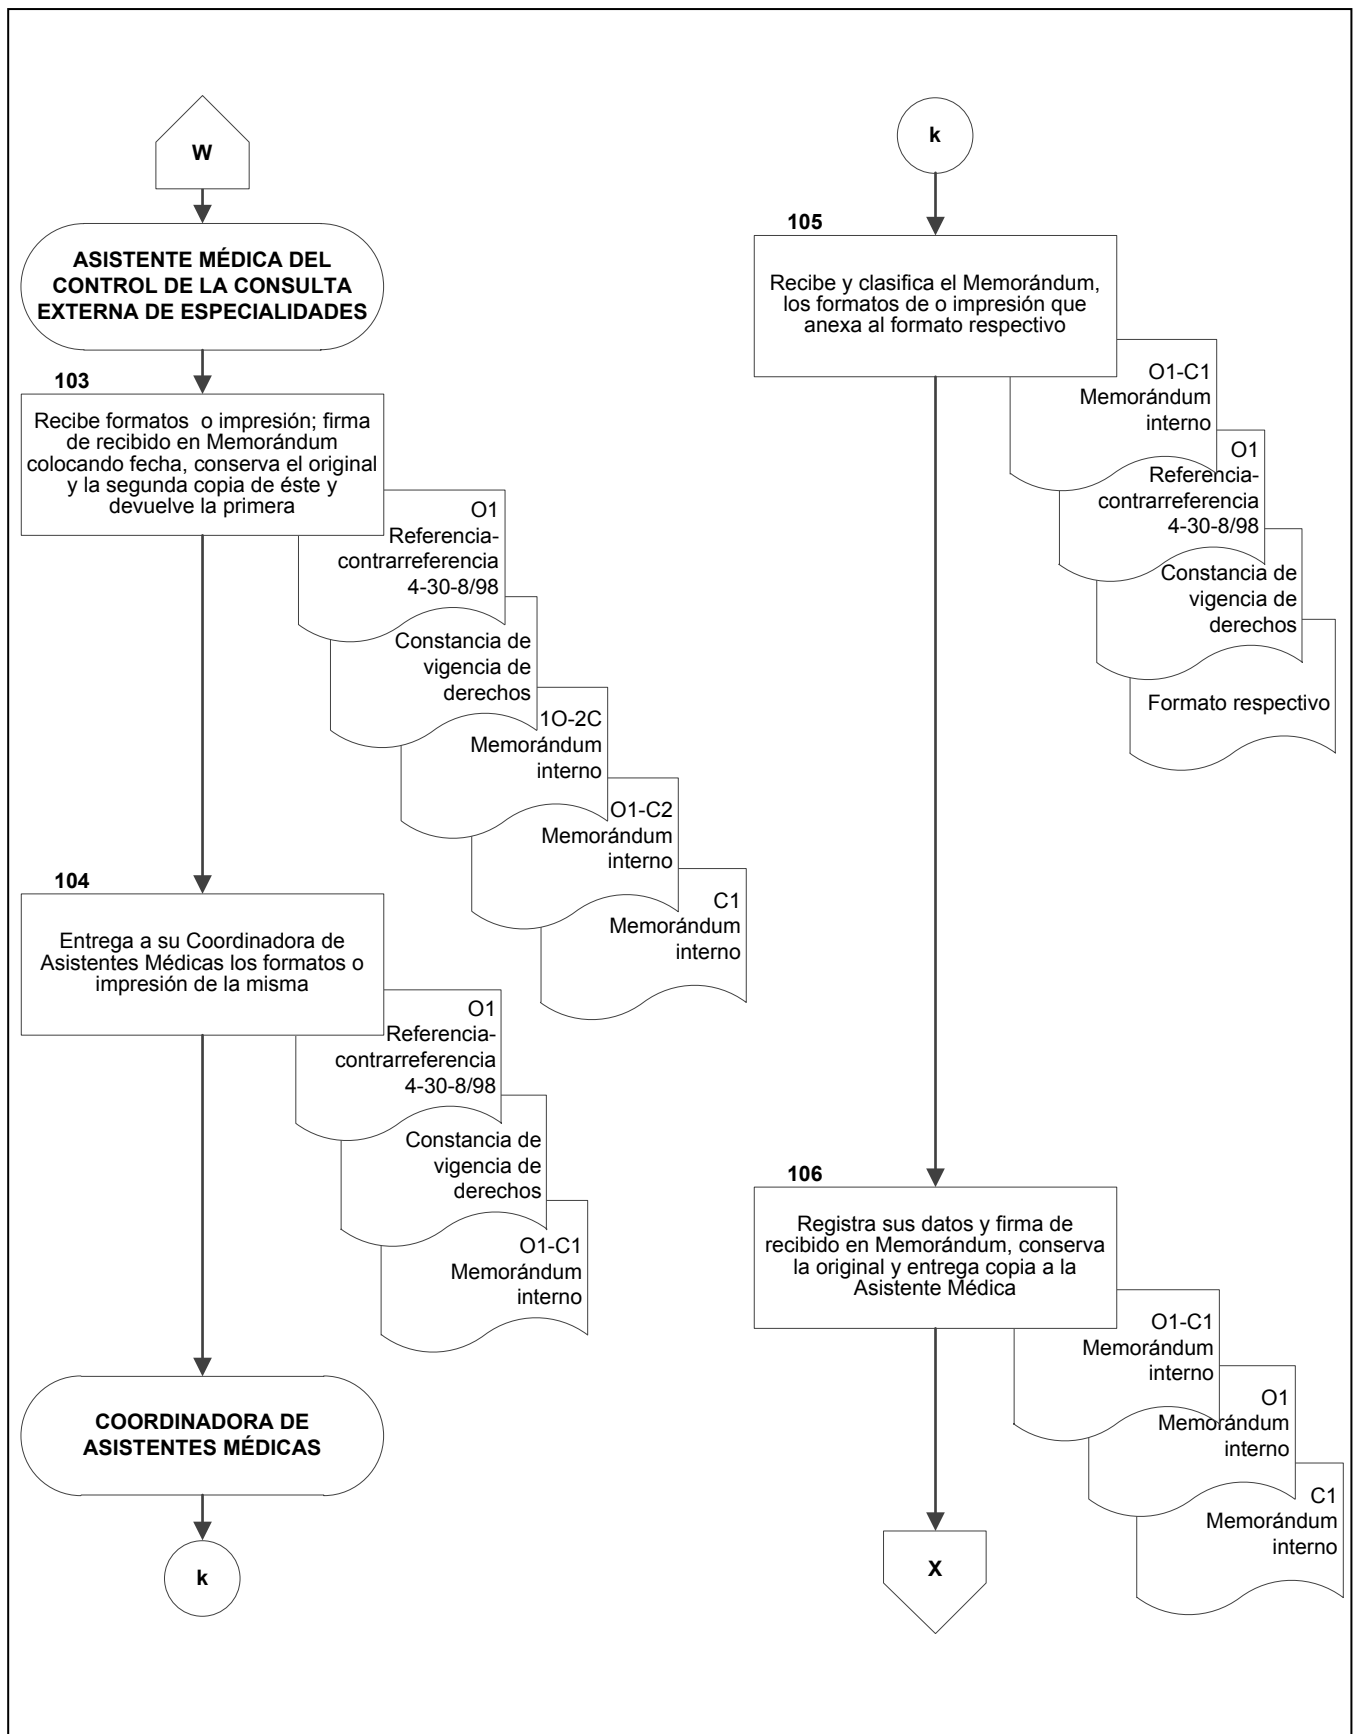 W
ASISTENTE MÉDICA DEL
CONTROL DE LA CONSULTA
EXTERNA DE ESPECIALIDADES
103
Recibe formatos  o impresión; firma
de recibido en Memorándum
colocando fecha, conserva el original
y la segunda copia de éste y
devuelve la primera
O1
Referencia-
contrarreferencia
4-30-8/98
Constancia de
vigencia de
derechos
1O-2C
Memorándum
interno
O1-C2
Memorándum
interno
C1
Memorándum
interno
104
Entrega a su Coordinadora de
Asistentes Médicas los formatos o
impresión de la misma
O1
Referencia-
contrarreferencia
4-30-8/98
Constancia de
vigencia de
derechos
O1-C1
Memorándum
interno
COORDINADORA DE
ASISTENTES MÉDICAS
k
k
105
Recibe y clasifica el Memorándum,
los formatos de o impresión que
anexa al formato respectivo
O1-C1
Memorándum
interno
O1
Referencia-
contrarreferencia
4-30-8/98
Constancia de
vigencia de
derechos
Formato respectivo
106
Registra sus datos y firma de
recibido en Memorándum, conserva
la original y entrega copia a la
Asistente Médica
O1-C1
Memorándum
interno
O1
Memorándum
interno
C1
Memorándum
interno
X